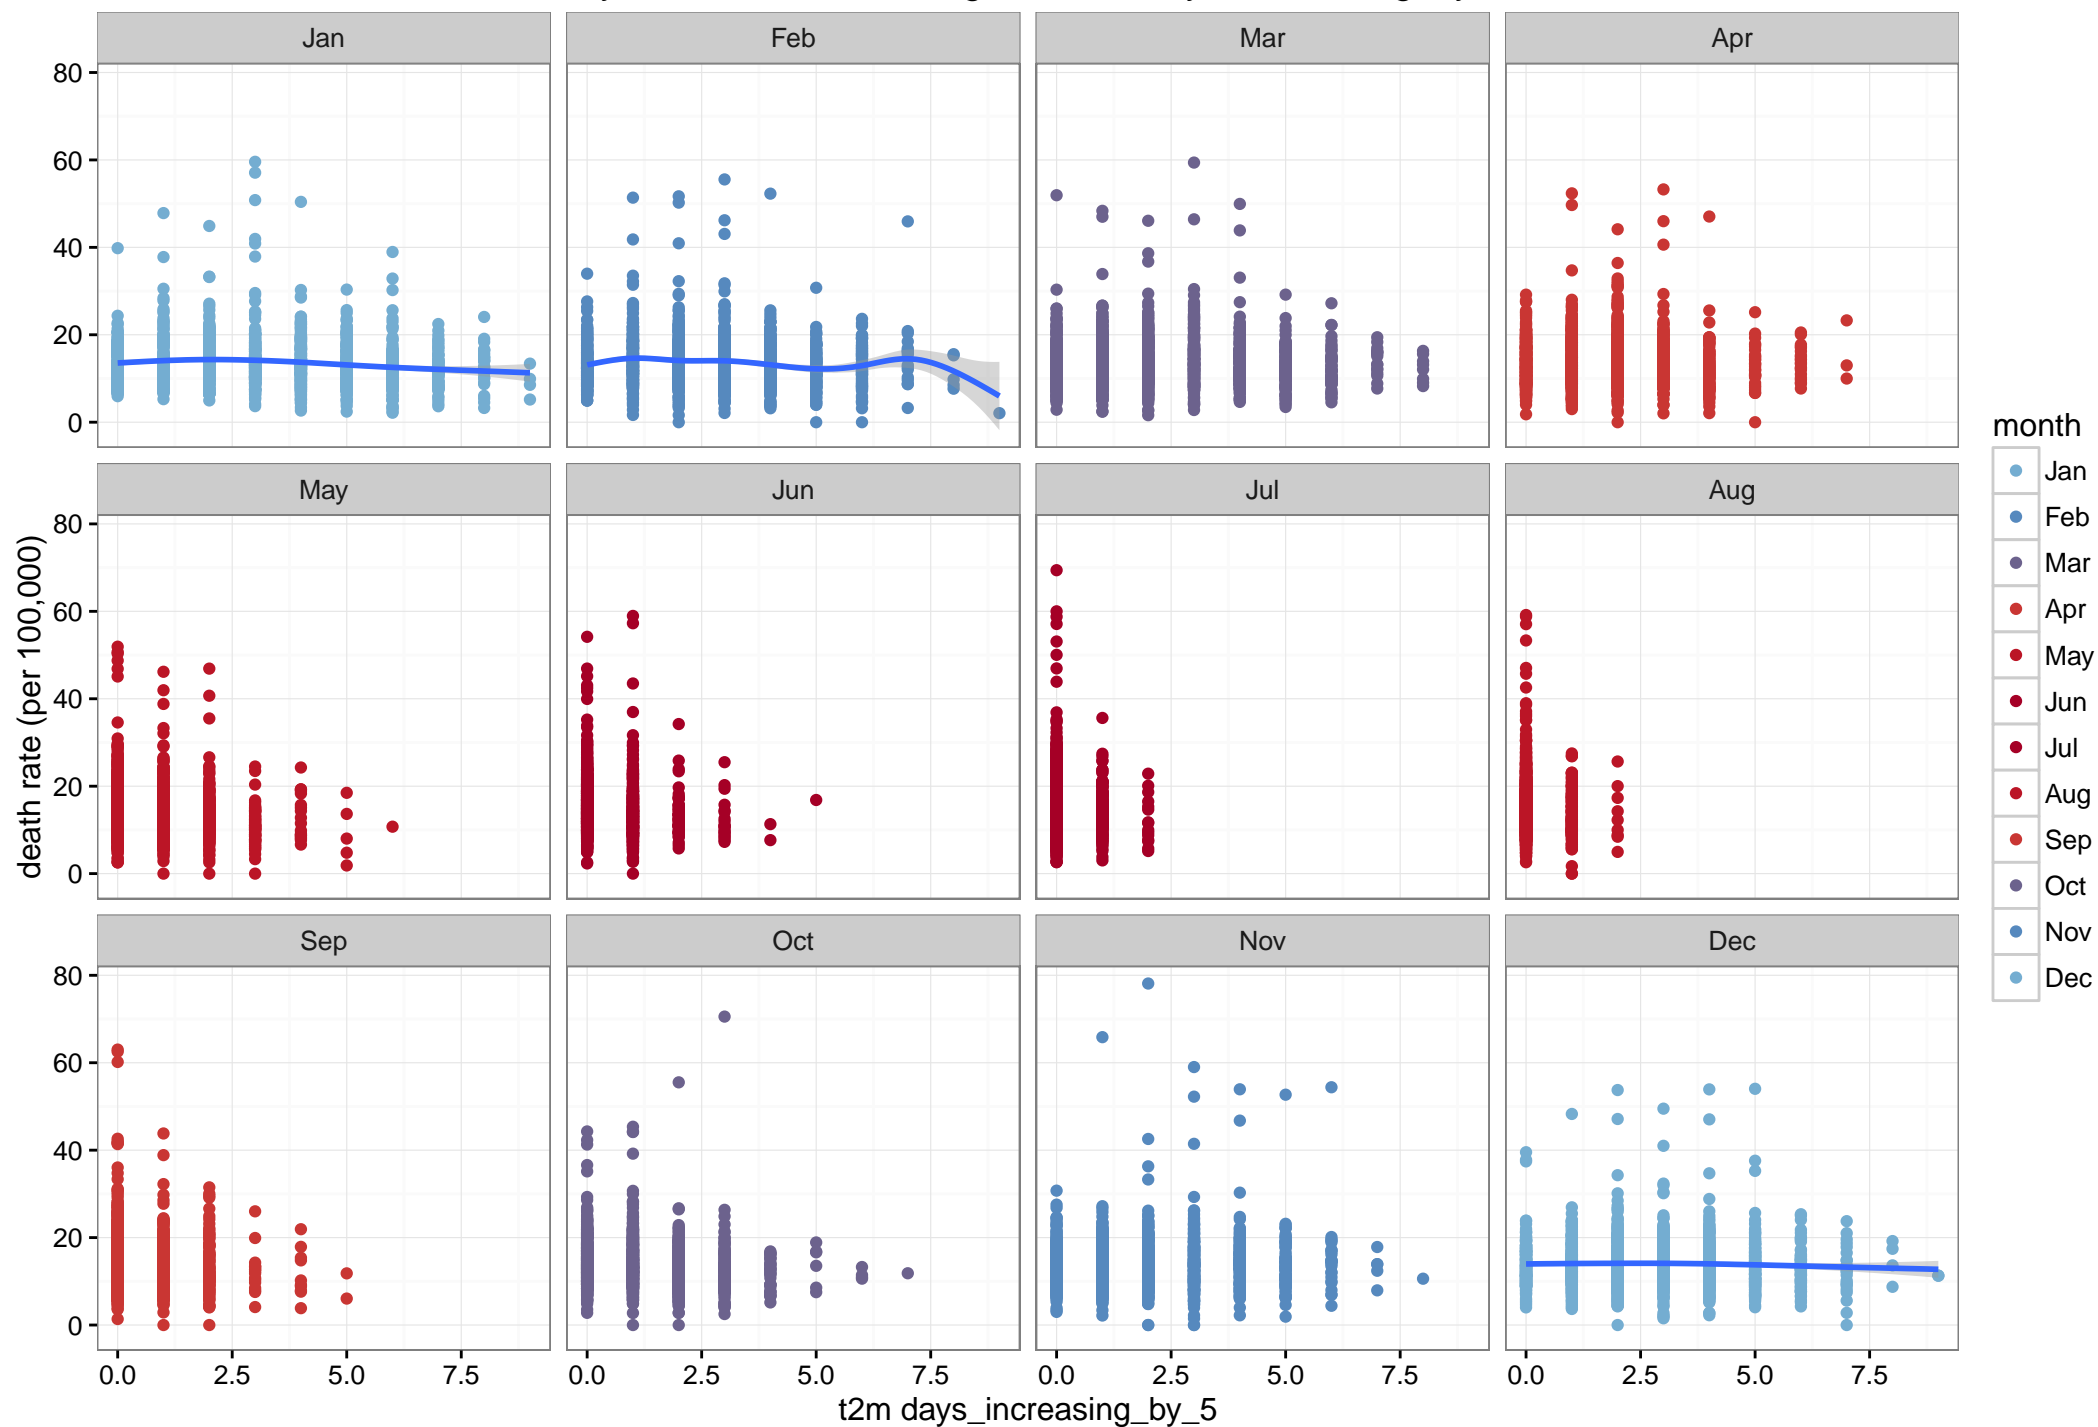 Jan Feb Mar Apr
80
60
40
20
0
May Jun Jul Aug
80
60
40
20
0
Sep Oct Nov Dec
80
60
40
20
0
0.0 2.5 5.0 7.5 0.0 2.5 5.0 7.5 0.0 2.5 5.0 7.5 0.0 2.5 5.0 7.5
t2m days_increasing_by_5
death rate (per 100,000)
month
Jan
Feb
Mar
Apr
May
Jun
Jul
Aug
Sep
Oct
Nov
Dec